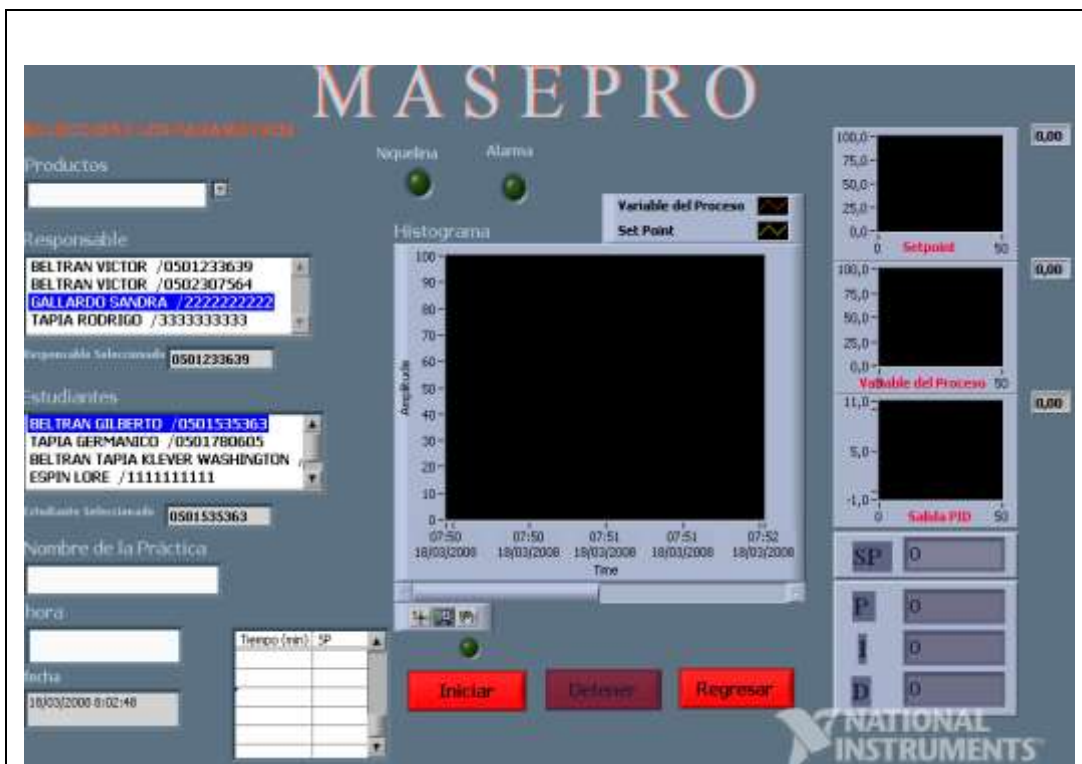 MASEPRO
SELECCIONE LOS PARAMETROS
Productos
Niquelina
Alarma
Responsable
BELTRAN VICTOR /0501233639
BELTRAN VICTOR /0502307564
GALLARDO SANDRA /2222222222
TAPIA RODRIGO /3333333333
Responsable Seleccionado 0501233639
Estudiantes
BELTRAN GILBERTO /0501535363
TAPIA GERMANICO /0501780605
BELTRAN TAPIA KLEVER WASHINGTON /
ESPIN LORE /1111111111
Estudiante Seleccionado 0501535363
Nombre de la Práctica
hora
fecha
18/03/2008 8:02:48
Tiempo (min) SP
Variable del Proceso
Set Point
Histograma
Amplitude
100
90
80
70
60
50
40
30
20
10
0
07:50 07:50 07:51 07:51 07:52
18/03/2008 18/03/2008 18/03/2008 18/03/2008 18/03/2008
Time
Iniciar Detener Regresar
100,0
75,0
50,0
25,0
0,0
0 Setpoint 50
0,00
100,0
75,0
50,0
25,0
0,0
0,00
Variable del Proceso 50
11,0
5,0
-1,0
0 Salida PID 50
0,00
SP 0
P 0
I 0
D 0
NATIONAL
INSTRUMENTS